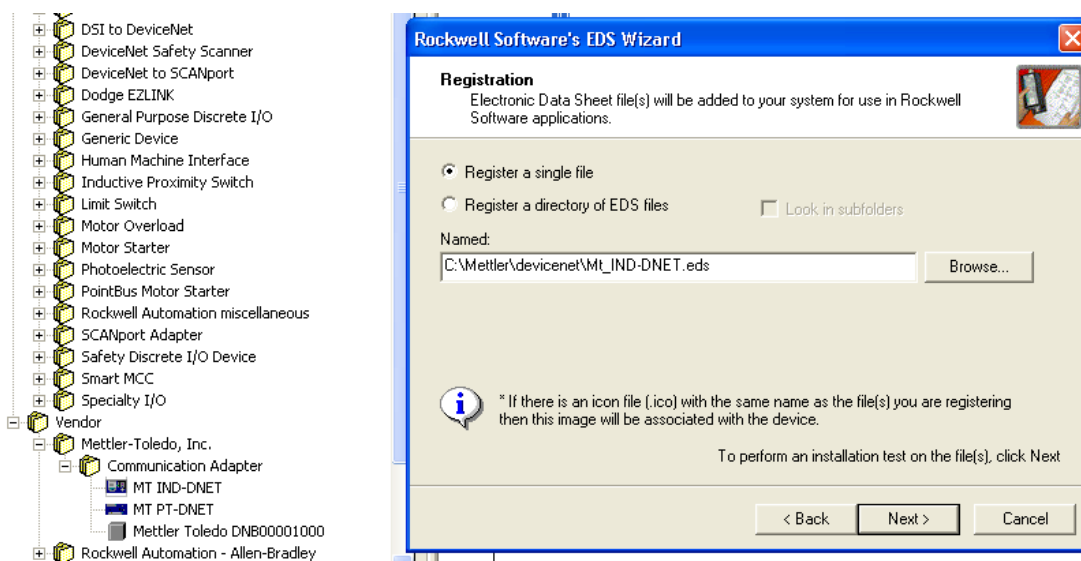 DSI to DeviceNet
DeviceNet Safety Scanner
DeviceNet to SCANport
Dodge EZLINK
General Purpose Discrete I/O
Generic Device
Human Machine Interface
Inductive Proximity Switch
Limit Switch
Motor Overload
Motor Starter
Photoelectric Sensor
PointBus Motor Starter
Rockwell Automation miscellaneous
SCANport Adapter
Safety Discrete I/O Device
Smart MCC
Specialty I/O
Vendor
Mettler-Toledo, Inc.
Communication Adapter
MT IND-DNET
MT PT-DNET
Mettler Toledo DNB00001000
Rockwell Automation - Allen-Bradley
Rockwell Software's EDS Wizard
Registration
Electronic Data Sheet file(s) will be added to your system for use in Rockwell
Software applications.
Register a single file
Register a directory of EDS files
Look in subfolders
Named:
C:\Mettler\devicenet\Mt_IND-DNET.eds
Browse...
* If there is an icon file (.ico) with the same name as the file(s) you are registering
then this image will be associated with the device.
To perform an installation test on the file(s), click Next
< Back
Next >
Cancel